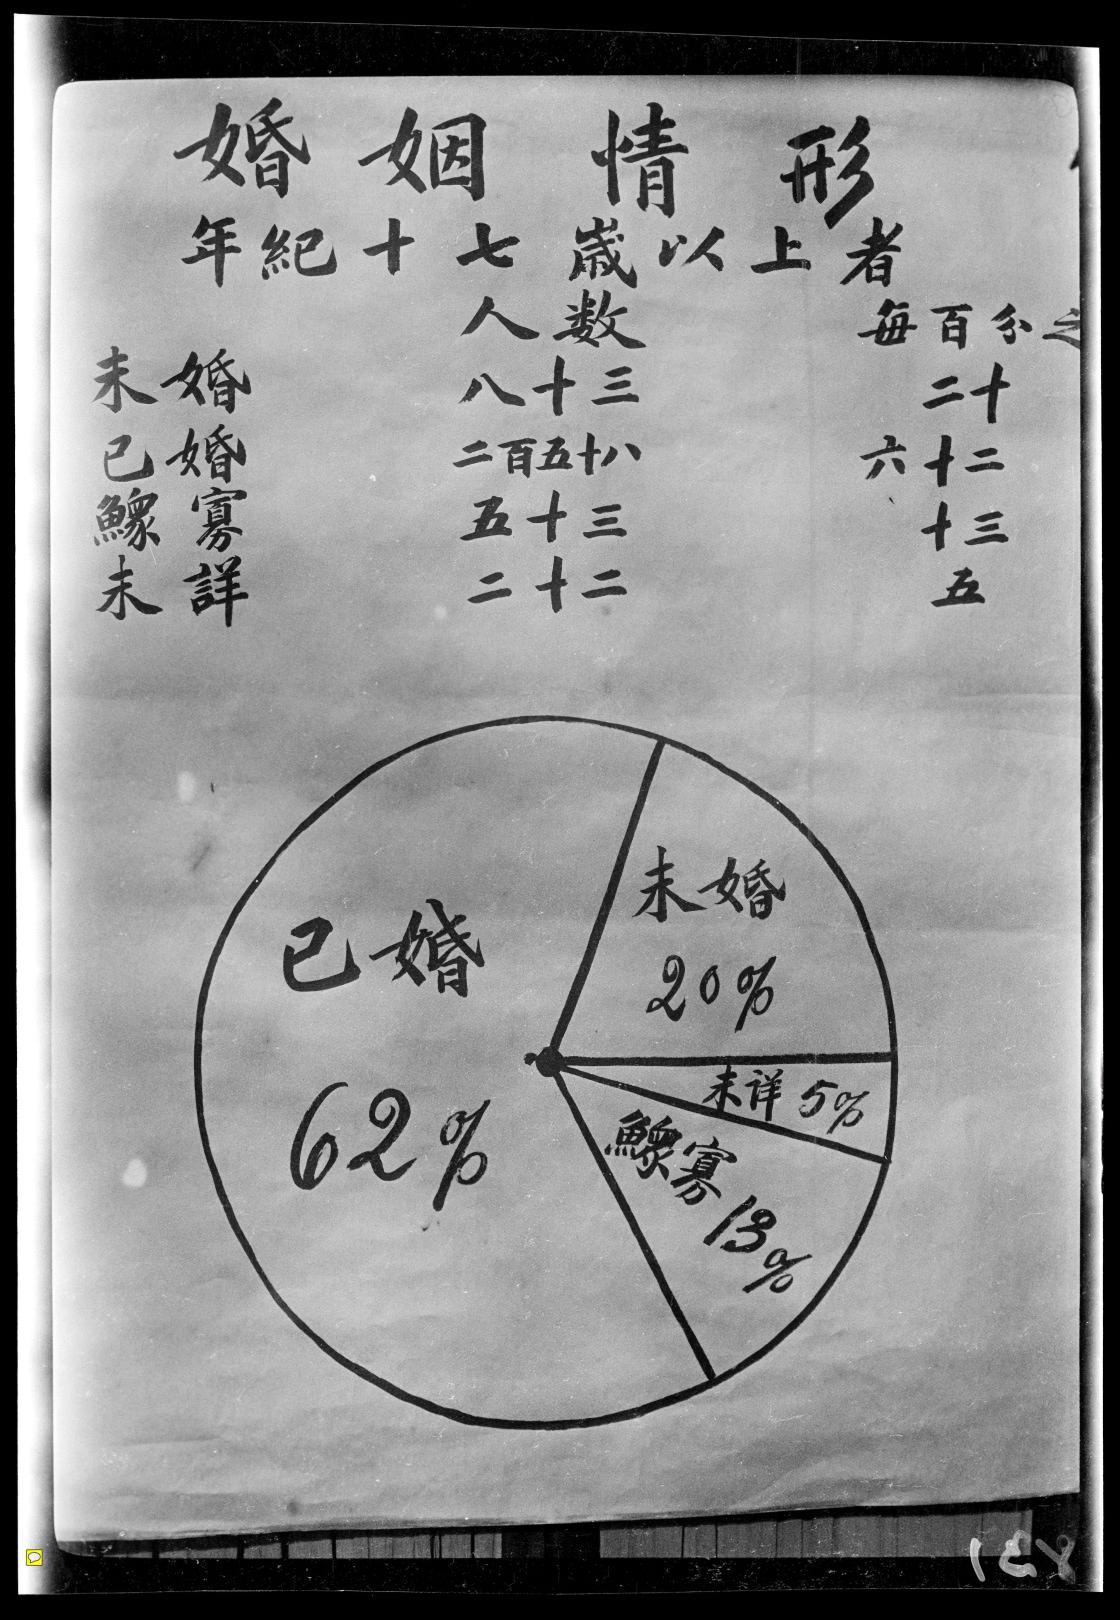 婚姻情形
年紀十七歲以上者
人数 每百分之
未婚 八十三 二十
已婚 二百五十八 六十二
鰥寡 五十三 十三
未詳 二十二 五
未婚
20%
已婚
62%
未詳 5%
鰥寡 13%